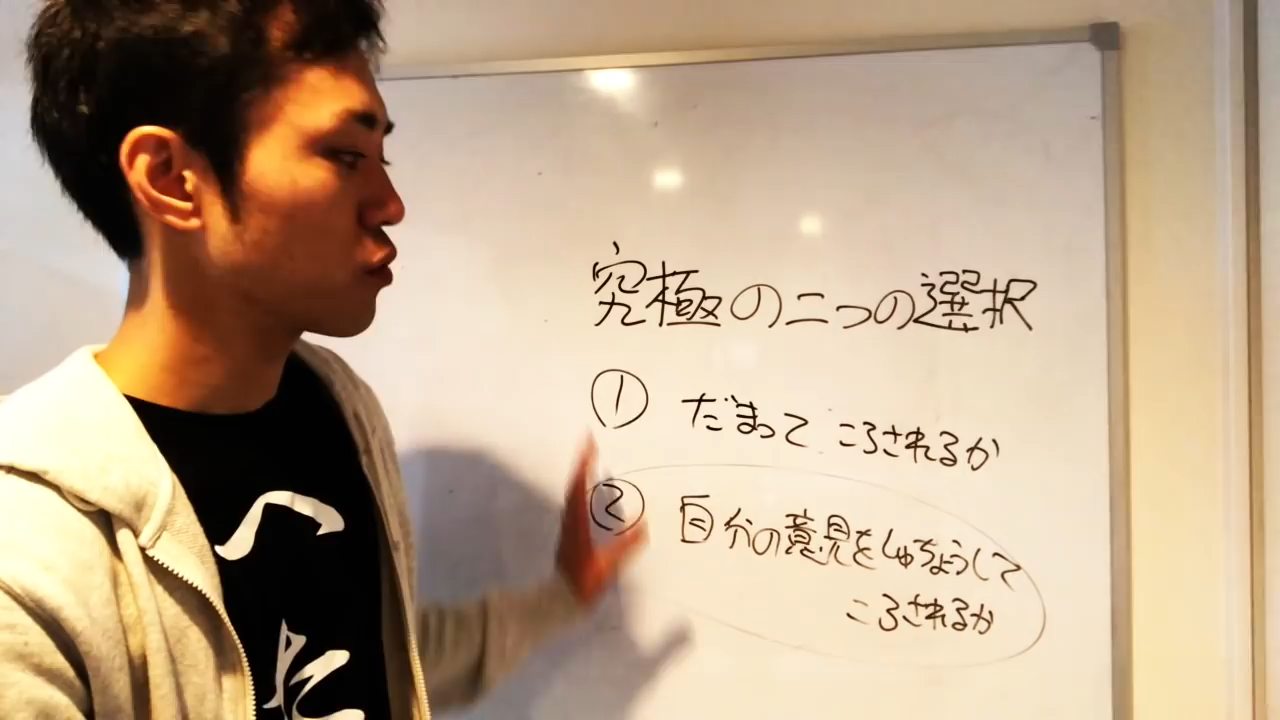 究極の二つの選択
① だまって ころされるか
② 自分の意見をしゅちょうして
ころされるか